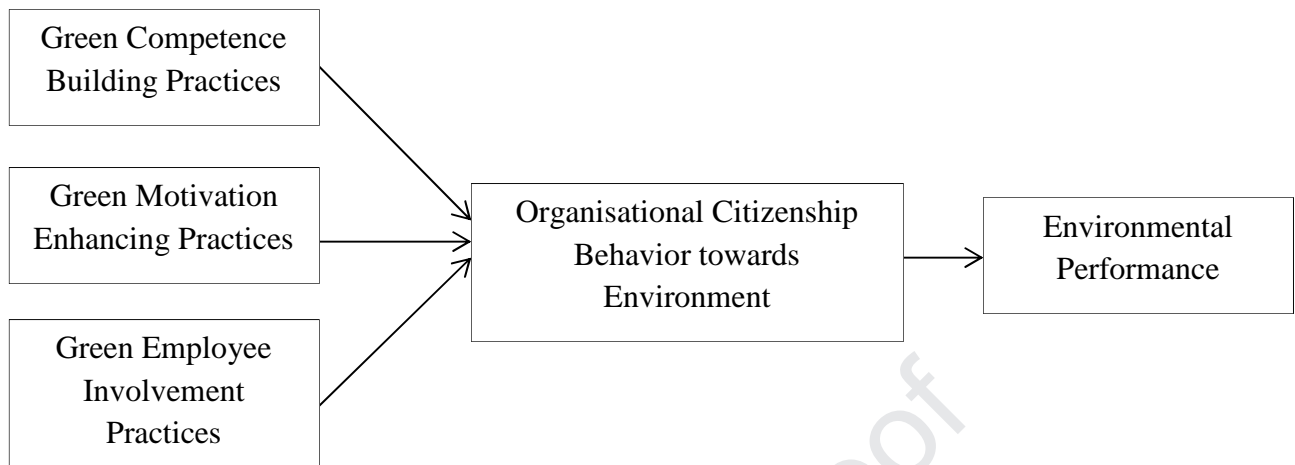 Green Competence
Building Practices
Green Motivation
Enhancing Practices
Green Employee
Involvement
Practices
Organisational Citizenship
Behavior towards
Environment
Environmental
Performance